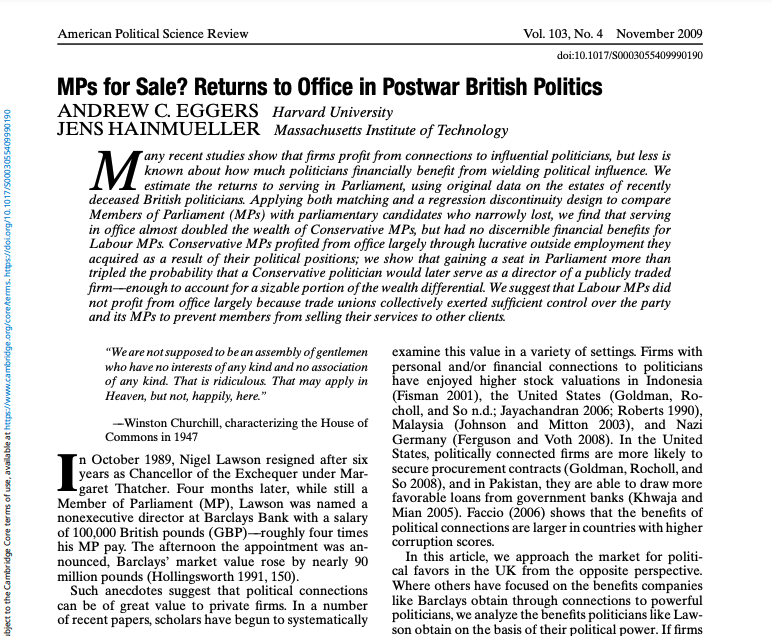 American Political Science Review
Vol. 103, No. 4 November 2009
doi:10.1017/S0003055409990190
MPs for Sale? Returns to Office in Postwar British Politics
ANDREW C. EGGERS Harvard University
JENS HAINMUELLER Massachusetts Institute of Technology
Many recent studies show that firms profit from connections to influential politicians, but less is
known about how much politicians financially benefit from wielding political influence. We
estimate the returns to serving in Parliament, using original data on the estates of recently
deceased British politicians. Applying both matching and a regression discontinuity design to compare
Members of Parliament (MPs) with parliamentary candidates who narrowly lost, we find that serving
in office almost doubled the wealth of Conservative MPs, but had no discernible financial benefits for
Labour MPs. Conservative MPs profited from office largely through lucrative outside employment they
acquired as a result of their political positions; we show that gaining a seat in Parliament more than
tripled the probability that a Conservative politician would later serve as a director of a publicly traded
firm—enough to account for a sizable portion of the wealth differential. We suggest that Labour MPs did
not profit from office largely because trade unions collectively exerted sufficient control over the party
and its MPs to prevent members from selling their services to other clients.
“We are not supposed to be an assembly of gentlemen
who have no interests of any kind and no association
of any kind. That is ridiculous. That may apply in
Heaven, but not, happily, here.”
—Winston Churchill, characterizing the House of
Commons in 1947
In October 1989, Nigel Lawson resigned after six
years as Chancellor of the Exchequer under Mar-
garet Thatcher. Four months later, while still a
Member of Parliament (MP), Lawson was named a
nonexecutive director at Barclays Bank with a salary
of 100,000 British pounds (GBP)—roughly four times
his MP pay. The afternoon the appointment was an-
nounced, Barclays’ market value rose by nearly 90
million pounds (Hollingsworth 1991, 150).
Such anecdotes suggest that political connections
can be of great value to private firms. In a number
of recent papers, scholars have begun to systematically
examine this value in a variety of settings. Firms with
personal and/or financial connections to politicians
have enjoyed higher stock valuations in Indonesia
(Fisman 2001), the United States (Goldman, Ro-
choll, and So n.d.; Jayachandran 2006; Roberts 1990),
Malaysia (Johnson and Mitton 2003), and Nazi
Germany (Ferguson and Voth 2008). In the United
States, politically connected firms are more likely to
secure procurement contracts (Goldman, Rocholl, and
So 2008), and in Pakistan, they are able to draw more
favorable loans from government banks (Khwaja and
Mian 2005). Faccio (2006) shows that the benefits of
political connections are larger in countries with higher
corruption scores.
In this article, we approach the market for politi-
cal favors in the UK from the opposite perspective.
Where others have focused on the benefits companies
like Barclays obtain through connections to powerful
politicians, we analyze the benefits politicians like Law-
son obtain on the basis of their political power. If firms
to the Cambridge Core terms of use, available at https://www.cambridge.org/core/terms. https://doi.org/10.1017/S0003055409990190